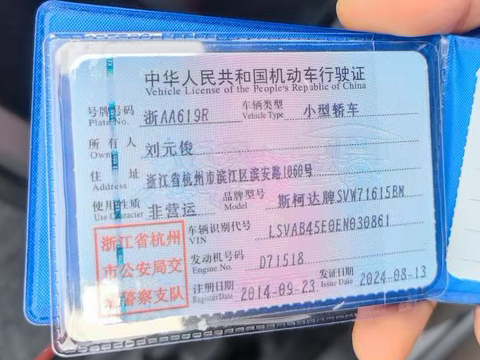 中华人民共和国机动车行驶证
Vehicle License of the People's Republic of China
号牌号码 浙AA619R 车辆类型 小型轿车
Plate No. Vehicle Type
所有人 刘元俊
Owner
住址 浙江省杭州市滨江区滨安路1060号
Address
使用性质 非营运 品牌型号 斯柯达牌SVW71615BM
Use Character Model
浙江省杭州 车辆识别代号 LSVAB45E0EN030861
VIN
市公安局交 发动机号码 D71518
Engine No.
警察支队 注册日期 2014-09-23 发证日期 2024-08-13
Register Date Issue Date